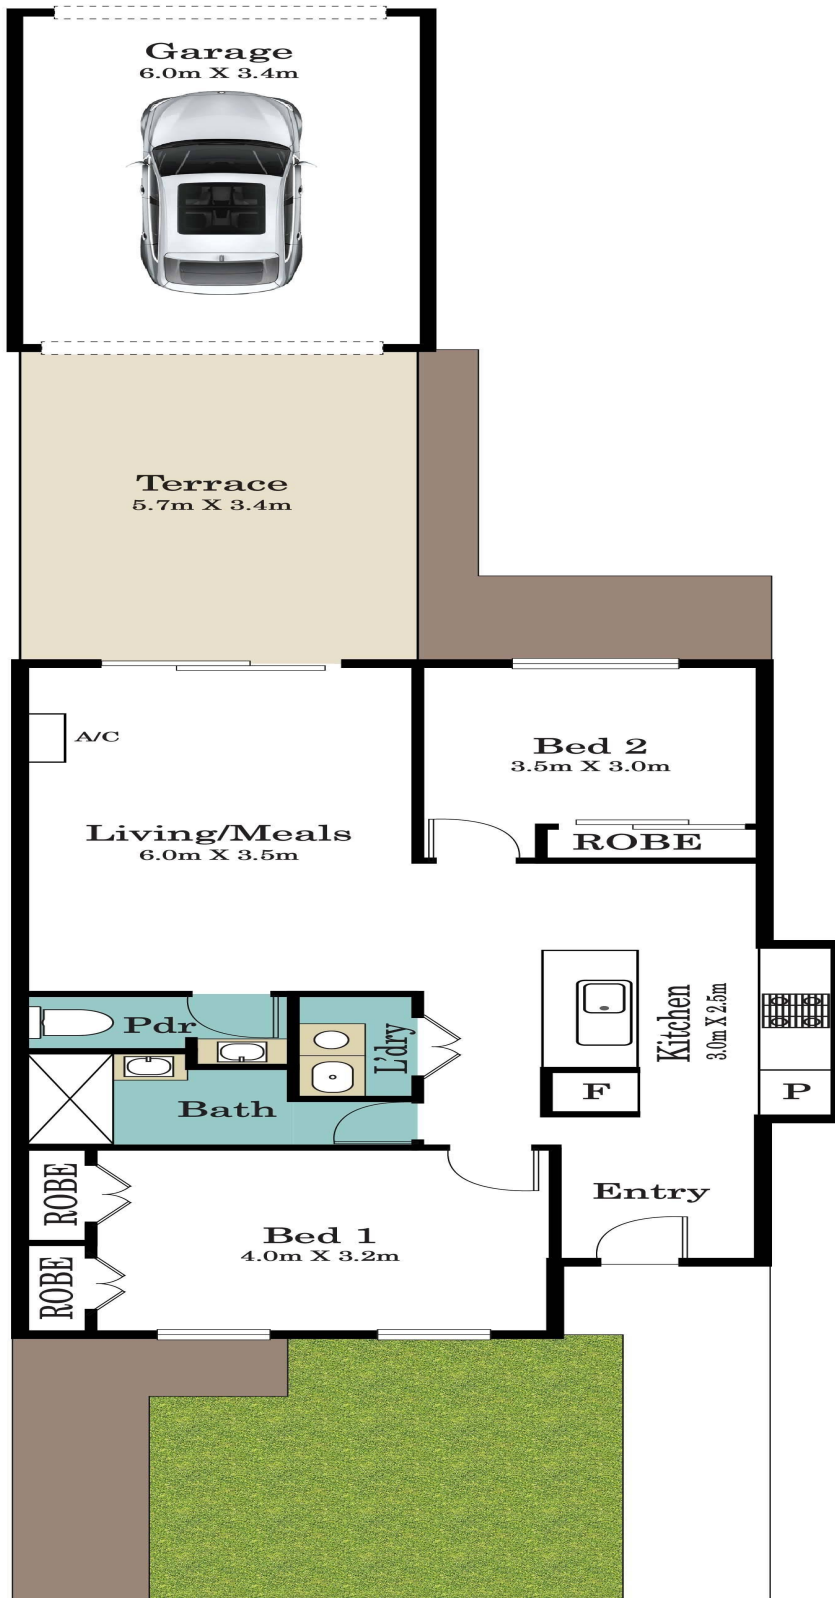 Garage
6.0m X 3.4m
Terrace
5.7m X 3.4m
A/C
Bed 2
3.5m X 3.0m
Living/Meals
6.0m X 3.5m
ROBE
Kitchen
3.0m X 2.5m
Pdr
L'dry
F
P
Bath
ROBE
Entry
Bed 1
4.0m X 3.2m
ROBE